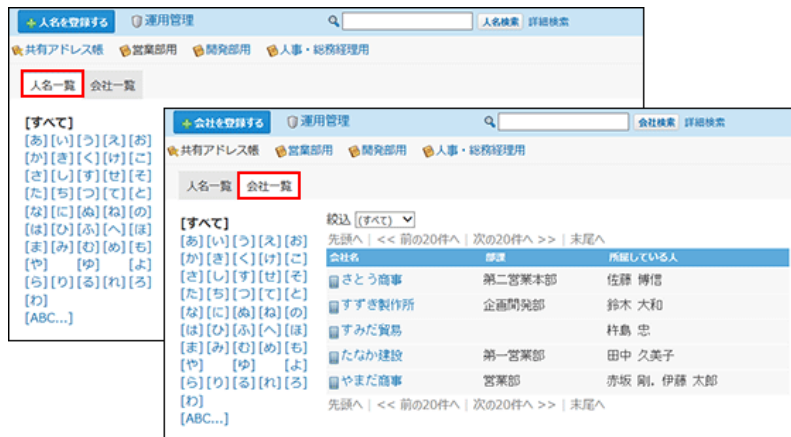 人名を登録する 運用管理 人名検索 詳細検索
共有アドレス帳 営業部用 開発部用 人事・総務経理用
人名一覧 会社一覧
[すべて]
[あ][い][う][え][お]
[か][き][く][け][こ]
[さ][し][す][せ][そ]
[た][ち][つ][て][と]
[な][に][ぬ][ね][の]
[は][ひ][ふ][へ][ほ]
[ま][み][む][め][も]
[や] [ゆ] [よ]
[ら][り][る][れ][ろ]
[わ]
[ABC...]
会社を登録する 運用管理 会社検索 詳細検索
共有アドレス帳 営業部用 開発部用 人事・総務経理用
人名一覧 会社一覧
[すべて]
[あ][い][う][え][お]
[か][き][く][け][こ]
[さ][し][す][せ][そ]
[た][ち][つ][て][と]
[な][に][ぬ][ね][の]
[は][ひ][ふ][へ][ほ]
[ま][み][む][め][も]
[や] [ゆ] [よ]
[ら][り][る][れ][ろ]
[わ]
[ABC...]
絞込 (すべて)
先頭へ | << 前の20件へ | 次の20件へ >> | 末尾へ
会社名 部課 所属している人
さとう商事 第二営業本部 佐藤 博信
すずき製作所 企画開発部 鈴木 大和
すみだ貿易 杵島 忠
たなか建設 第一営業部 田中 久美子
やまだ商事 営業部 赤坂 剛, 伊藤 太郎
先頭へ | << 前の20件へ | 次の20件へ >> | 末尾へ